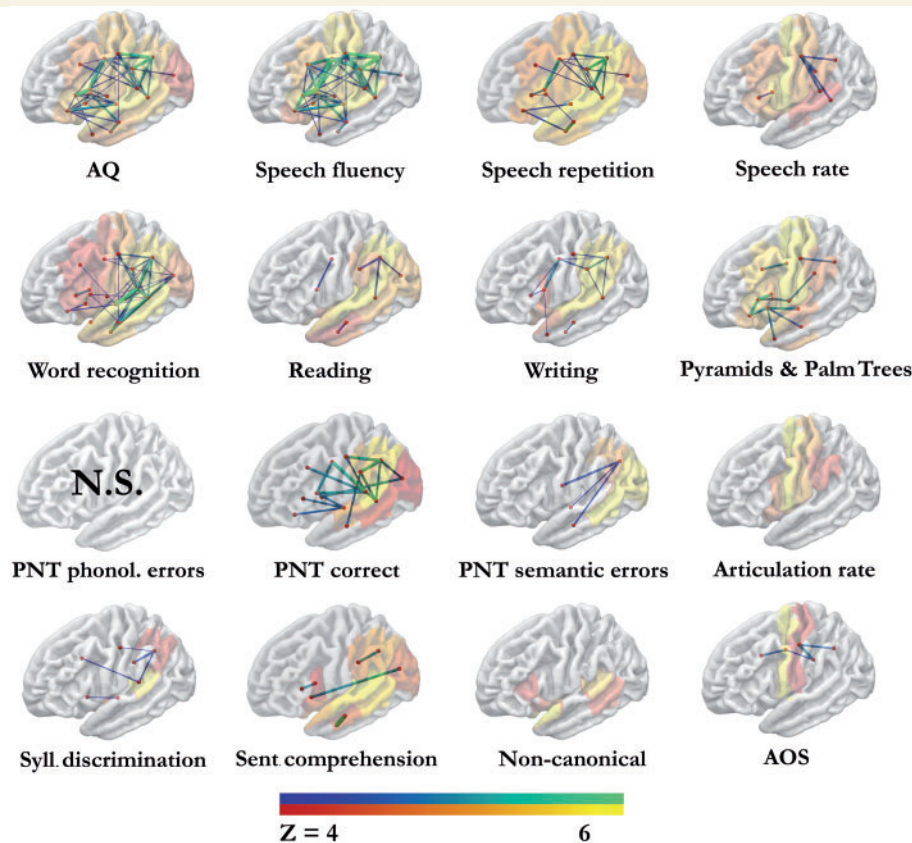 AQ
Speech fluency
Speech repetition
Speech rate
Word recognition
Reading
Writing
Pyramids & Palm Trees
N.S.
PNT phonol. errors
PNT correct
PNT semantic errors
Articulation rate
Syll. discrimination
Sent comprehension
Non-canonical
AOS
Z = 4
6